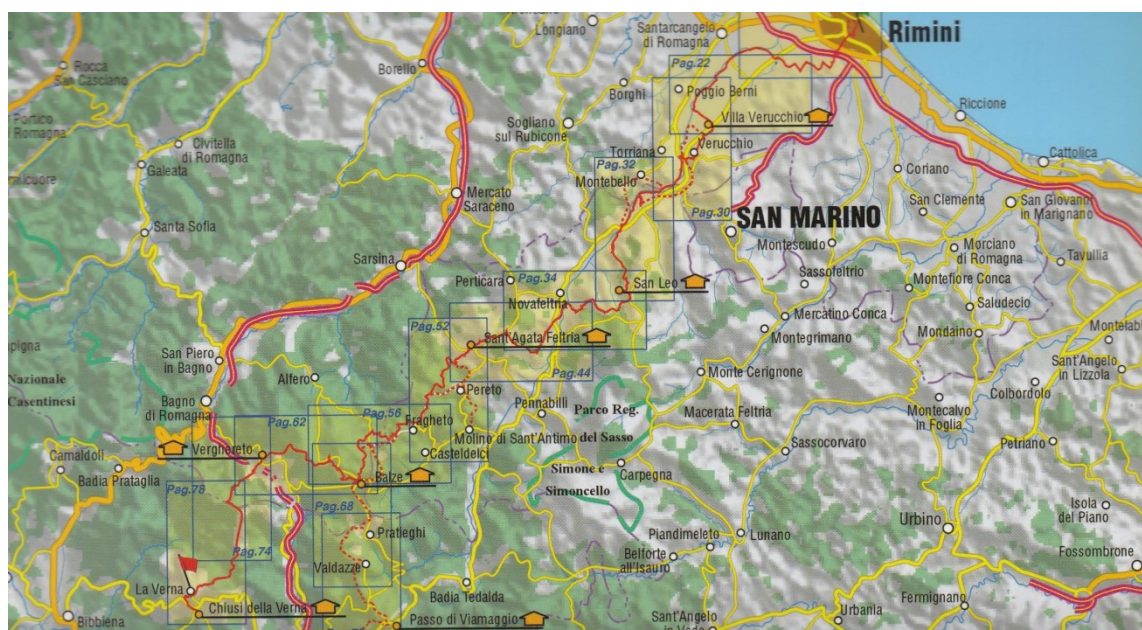 Longiano
Santarcangelo
di Romagna
Rimini
Rocca
San Casciano
Borello
Pag.22
Poggio Berni
Borghi
Riccione
Portico
Romagna
Civitella
di Romagna
Galeata
Sogliano
sul Rubicone
Villa Verucchio
Torriana
Verucchio
Cattolica
Pag.32
Montebello
Coriano
Mercato
Saraceno
Pag.30
San Clemente
San Giovanni
in Marignano
Santa Sofia
SAN MARINO
Montescudo
Morciano
di Romagna
Tavullia
Sarsina
Perticara
Pag.34
Sassofeltrio
Montefiore Conca
San Leo
Novafeltria
Saludecio
Mercatino Conca
Pag.52
Mondaino
Montegrimano
Sant'Agata Feltria
San Piero
in Bagno
Sant'Angelo
in Lizzola
Alfero
Pag.44
Monte Cerignone
Nazionale
Casentinesi
Pereto
Colbordolo
Bagno
di Romagna
Pennabilli
Parco Reg.
Montecalvo
in Foglia
Pag.62
Pag.56
Macerata Feltria
Fragheto
Molino di Sant'Antimo
del Sasso
Petriano
Camaldoli
Verghereto
Casteldelci
Sassocorvaro
Badia Prataglia
Balze
Simone e
Simoncello
Carpegna
Pag.78
Isola
del Piano
Pag.68
Urbino
Pratieghi
Piandimeleto
Lunano
Pag.74
Belforte
all'Isauro
Fossombrone
Valdazze
La Verna
Badia Tedalda
Chiusi della Verna
Fermignano
Bibbiena
Passo di Viamaggio
Sant'Angelo
in Vado
Urbania